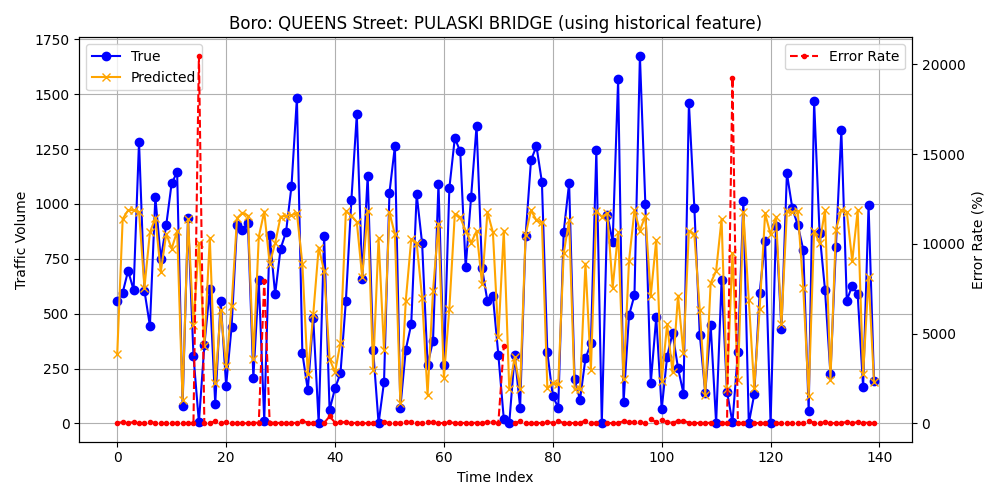 Boro: QUEENS Street: PULASKI BRIDGE (using historical feature)
True
Predicted
Error Rate
Traffic Volume
1750
1500
1250
1000
750
500
250
0
Error Rate (%)
20000
15000
10000
5000
0
0 20 40 60 80 100 120 140
Time Index